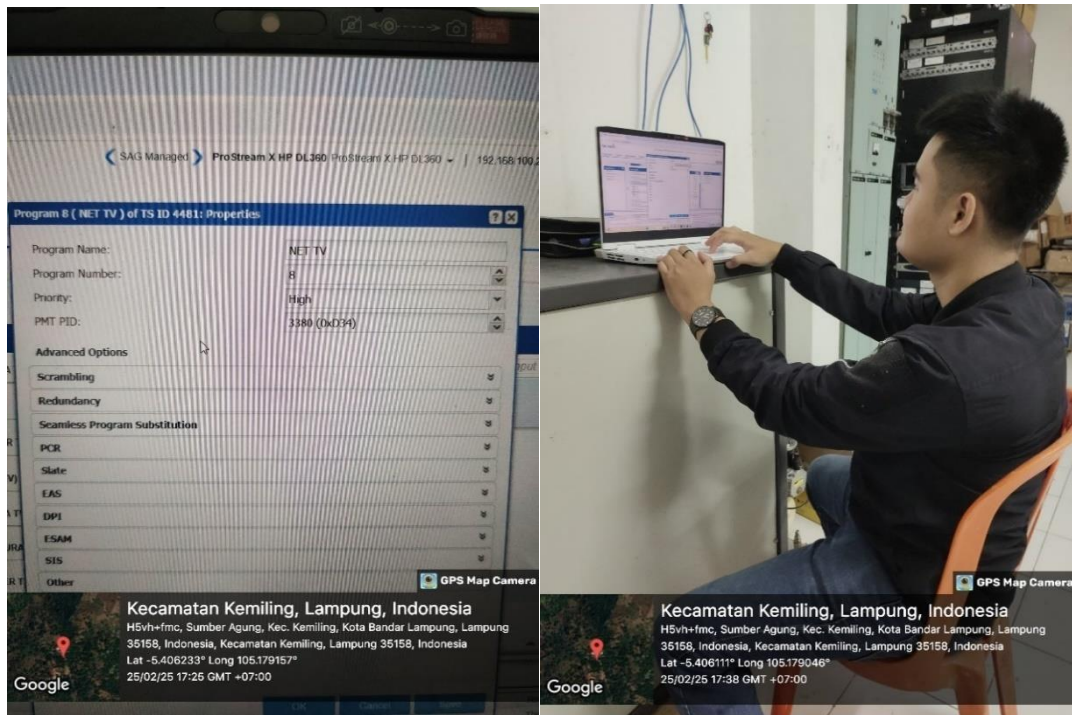 SAG Managed
ProStream X HP DL360 ProStream X HP DL360
192.168.100.
Program 8 ( NET TV ) of TS ID 4481: Properties
Program Name:
NET TV
Program Number:
8
Priority:
High
PMT PID:
3380 (0xD34)
Advanced Options
Scrambling
Redundancy
Seamless Program Substitution
PCR
Slate
EAS
DPI
ESAM
SIS
Other
OK
Cancel
GPS Map Camera
Kecamatan Kemiling, Lampung, Indonesia
H5vh+fmc, Sumber Agung, Kec. Kemiling, Kota Bandar Lampung, Lampung
35158, Indonesia, Kecamatan Kemiling, Lampung 35158, Indonesia
Lat -5.406233° Long 105.179157°
25/02/25 17:25 GMT +07:00
Google
GPS Map Camera
Kecamatan Kemiling, Lampung, Indonesia
H5vh+fmc, Sumber Agung, Kec. Kemiling, Kota Bandar Lampung, Lampung
35158, Indonesia, Kecamatan Kemiling, Lampung 35158, Indonesia
Lat -5.406111° Long 105.179046°
25/02/25 17:38 GMT +07:00
Google